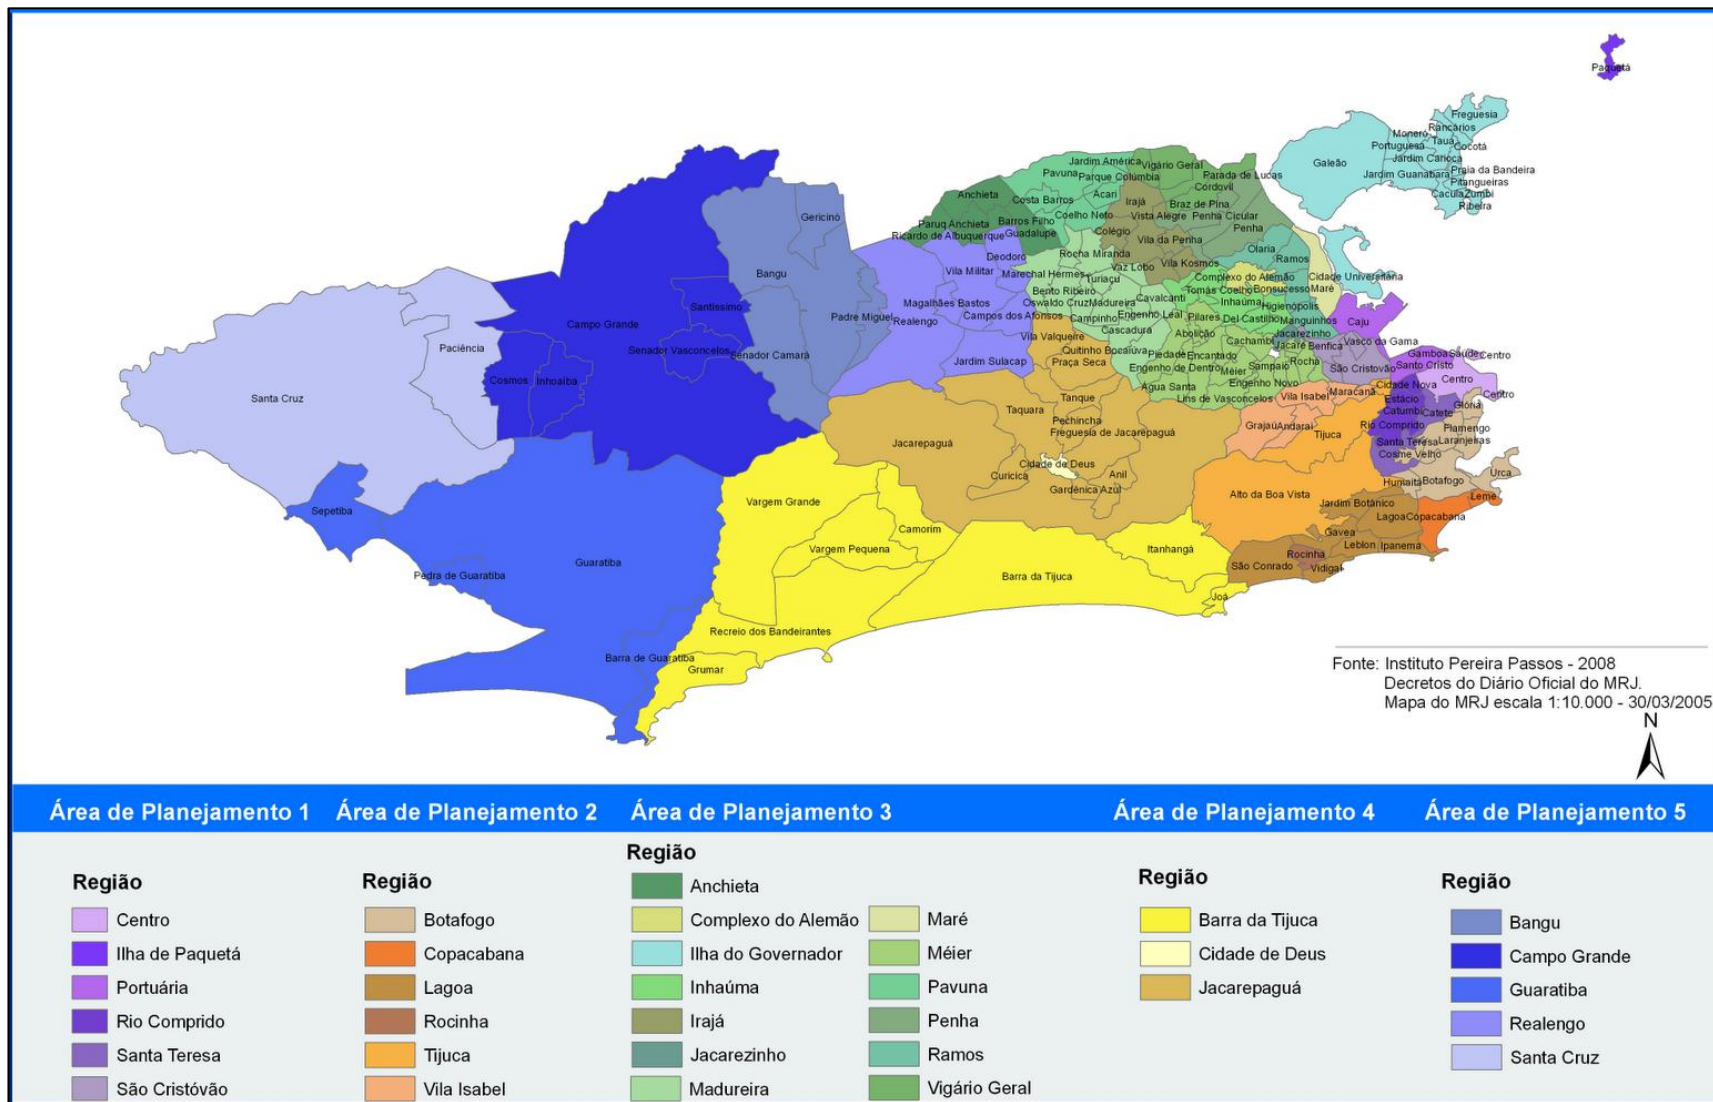 Paquetá
Freguesia
Bancários
Moneró
Tauá
Portuguesa
Cocotá
Jardim Carioca
Galeão
Praia da Bandeira
Jardim Guanabara
Pitangueiras
Cacuia
Zumbi
Ribeira
Cidade Universitária
Jardim América
Vigário Geral
Pavuna
Parque Colúmbia
Parada de Lucas
Cordovil
Anchieta
Acari
Costa Barros
Irajá
Braz de Pina
Coelho Neto
Vista Alegre
Penha Cicular
Barros Filho
Paruq Anchieta
Penha
Ricardo de Albuquerque
Guadalupe
Colégio
Vila da Penha
Olaria
Gericinó
Deodoro
Rocha Miranda
Vila Kosmos
Ramos
Vaz Lobo
Bangu
Vila Militar
Marechal Hermes
Turiaçu
Complexo do Alemão
Bento Ribeiro
Tomás Coelho
Bonsucesso
Maré
Magalhães Bastos
Oswaldo Cruz
Madureira
Cavalcanti
Inhaúma
Higienópolis
Santíssimo
Padre Miguel
Realengo
Campos dos Afonsos
Campinho
Engenho Leal
Pilares
Del Castilho
Manguinhos
Caju
Campo Grande
Cascadura
Abolição
Jacarezinho
Vila Valqueire
Cachambi
Jacaré
Benfica
Vasco da Gama
Paciência
Senador Vasconcelos
Senador Camará
Quitinho Bocaiuva
Piedade
Encantado
Gamboa
Saúde
Centro
Jardim Sulacap
Praça Seca
Engenho de Dentro
Méier
Sampaio
Rocha
São Cristovão
Santo Cristo
Cosmos
Inhoaíba
Água Santa
Engenho Novo
Cidade Nova
Centro
Santa Cruz
Tanque
Lins de Vasconcelos
Vila Isabel
Maracanã
Estácio
Centro
Taquara
Catumbi
Catete
Glória
Pechincha
Grajaú
Andaraí
Tijuca
Rio Comprido
Flamengo
Jacarepaguá
Freguesia de Jacarepaguá
Santa Teresa
Laranjeiras
Cosme Velho
Cidade de Deus
Curicica
Anil
Urca
Gardênica Azul
Humaitá
Botafogo
Alto da Boa Vista
Leme
Vargem Grande
Jardim Botânico
Sepetiba
Lagoa
Copacabana
Camorim
Gavea
Vargem Pequena
Itanhangá
Leblon
Ipanema
Rocinha
Guaratiba
São Conrado
Vidigal
Pedra de Guaratiba
Barra da Tijuca
Joá
Recreio dos Bandeirantes
Barra de Guaratiba
Grumar
Fonte: Instituto Pereira Passos - 2008
Decretos do Diário Oficial do MRJ.
Mapa do MRJ escala 1:10.000 - 30/03/2005
N
Área de Planejamento 1
Área de Planejamento 2
Área de Planejamento 3
Área de Planejamento 4
Área de Planejamento 5
Região
Centro
Ilha de Paquetá
Portuária
Rio Comprido
Santa Teresa
São Cristóvão
Região
Botafogo
Copacabana
Lagoa
Rocinha
Tijuca
Vila Isabel
Região
Anchieta
Complexo do Alemão
Ilha do Governador
Inhaúma
Irajá
Jacarezinho
Madureira
Maré
Méier
Pavuna
Penha
Ramos
Vigário Geral
Região
Barra da Tijuca
Cidade de Deus
Jacarepaguá
Região
Bangu
Campo Grande
Guaratiba
Realengo
Santa Cruz